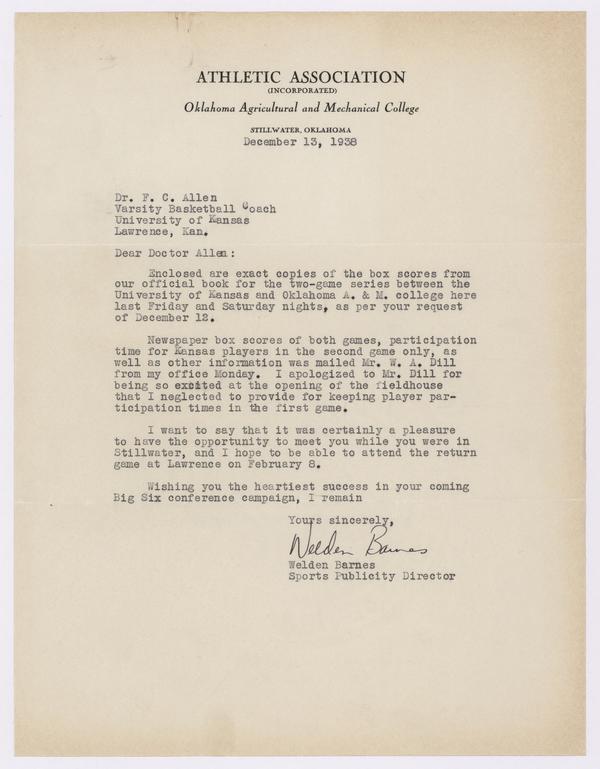 ATHLETIC ASSOCIATION
(INCORPORATED)
Oklahoma Agricultural and Mechanical College
STILLWATER, OKLAHOMA
December 13, 1938
Dr. F. C. Allen
Varsity Basketball Coach
University of Kansas
Lawrence, Kan.
Dear Doctor Allen:
Enclosed are exact copies of the box scores from
our official book for the two-game series between the
University of Kansas and Oklahoma A. & M. college here
last Friday and Saturday nights, as per your request
of December 12.
Newspaper box scores of both games, participation
time for Kansas players in the second game only, as
well as other information was mailed Mr. W. A. Dill
from my office Monday. I apologized to Mr. Dill for
being so excited at the opening of the fieldhouse
that I neglected to provide for keeping player par-
ticipation times in the first game.
I want to say that it was certainly a pleasure
to have the opportunity to meet you while you were in
Stillwater, and I hope to be able to attend the return
game at Lawrence on February 8.
Wishing you the heartiest success in your coming
Big Six conference campaign, I remain
Yours sincerely,
Welden Barnes
Welden Barnes
Sports Publicity Director